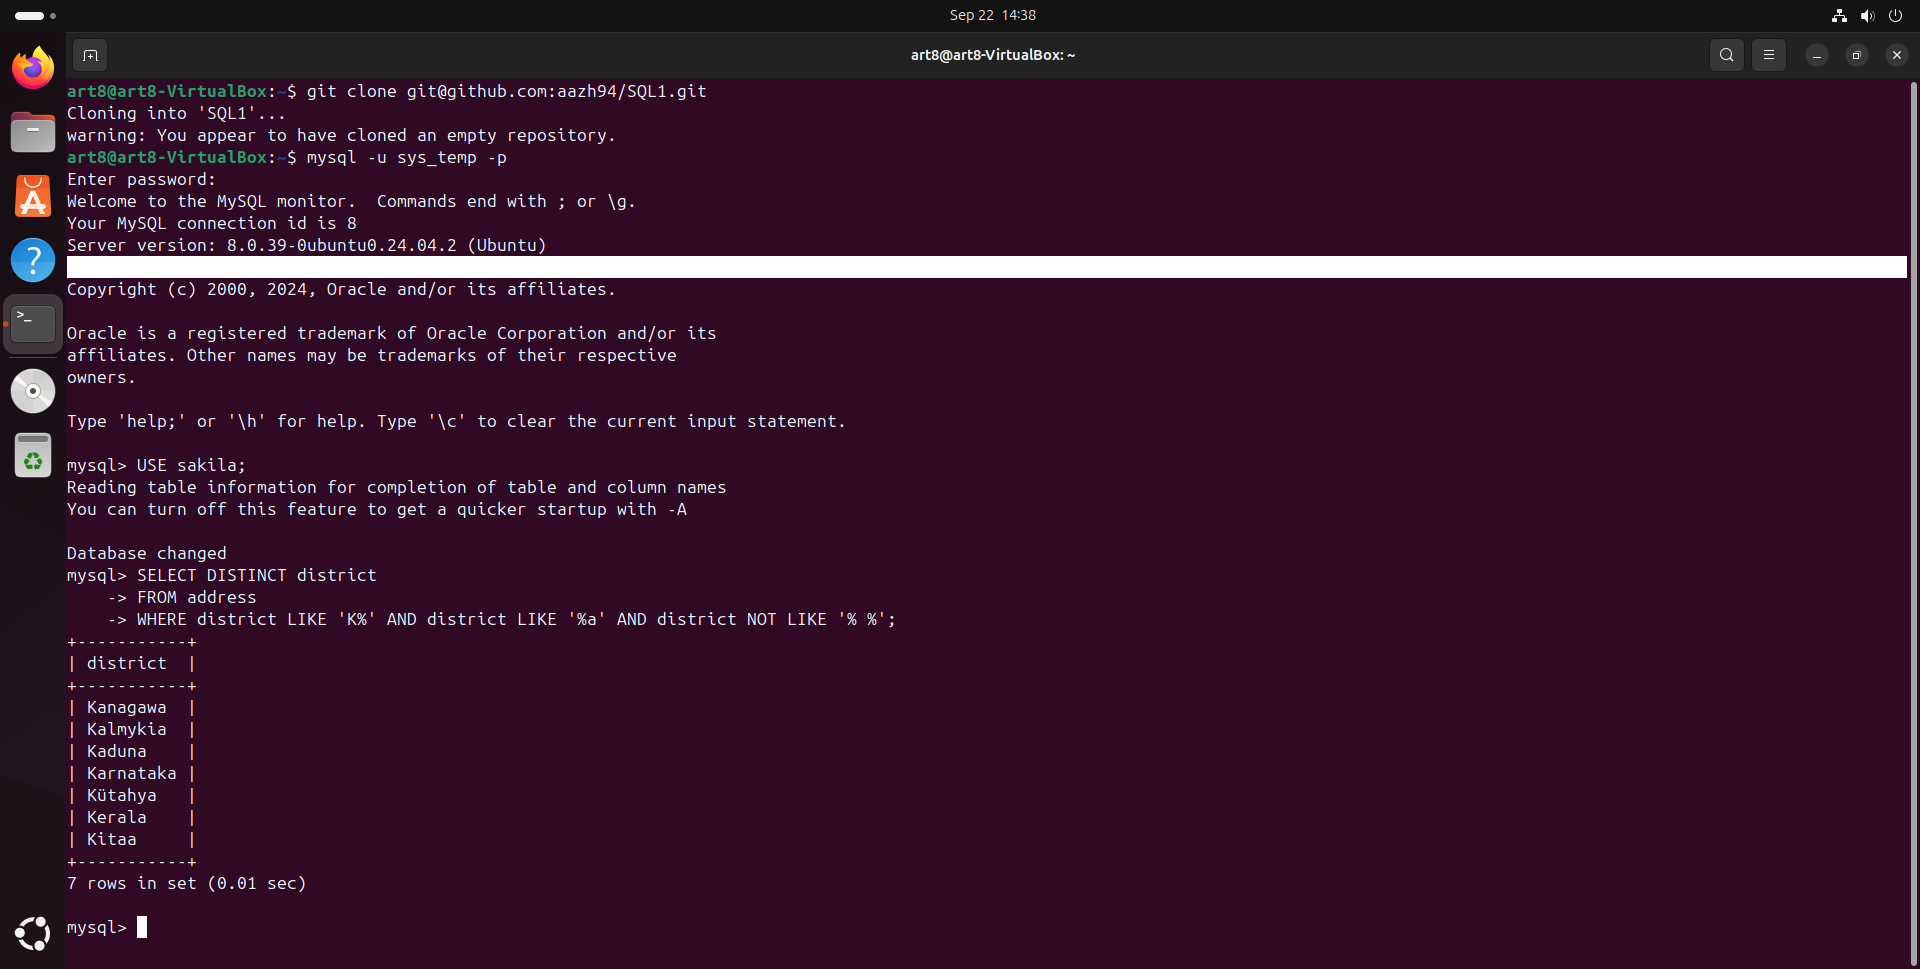 Sep 22 14:38
art8@art8-VirtualBox: ~
art8@art8-VirtualBox:~$ git clone git@github.com:aazh94/SQL1.git
Cloning into 'SQL1'...
warning: You appear to have cloned an empty repository.
art8@art8-VirtualBox:~$ mysql -u sys_temp -p
Enter password:
Welcome to the MySQL monitor.  Commands end with ; or \g.
Your MySQL connection id is 8
Server version: 8.0.39-0ubuntu0.24.04.2 (Ubuntu)
Copyright (c) 2000, 2024, Oracle and/or its affiliates.
Oracle is a registered trademark of Oracle Corporation and/or its
affiliates. Other names may be trademarks of their respective
owners.
Type 'help;' or '\h' for help. Type '\c' to clear the current input statement.
mysql> USE sakila;
Reading table information for completion of table and column names
You can turn off this feature to get a quicker startup with -A
Database changed
mysql> SELECT DISTINCT district
    -> FROM address
    -> WHERE district LIKE 'K%' AND district LIKE '%a' AND district NOT LIKE '% %';
+-----------+
| district  |
+-----------+
| Kanagawa  |
| Kalmykia  |
| Kaduna    |
| Karnataka |
| Kütahya   |
| Kerala    |
| Kitaa     |
+-----------+
7 rows in set (0.01 sec)
mysql>